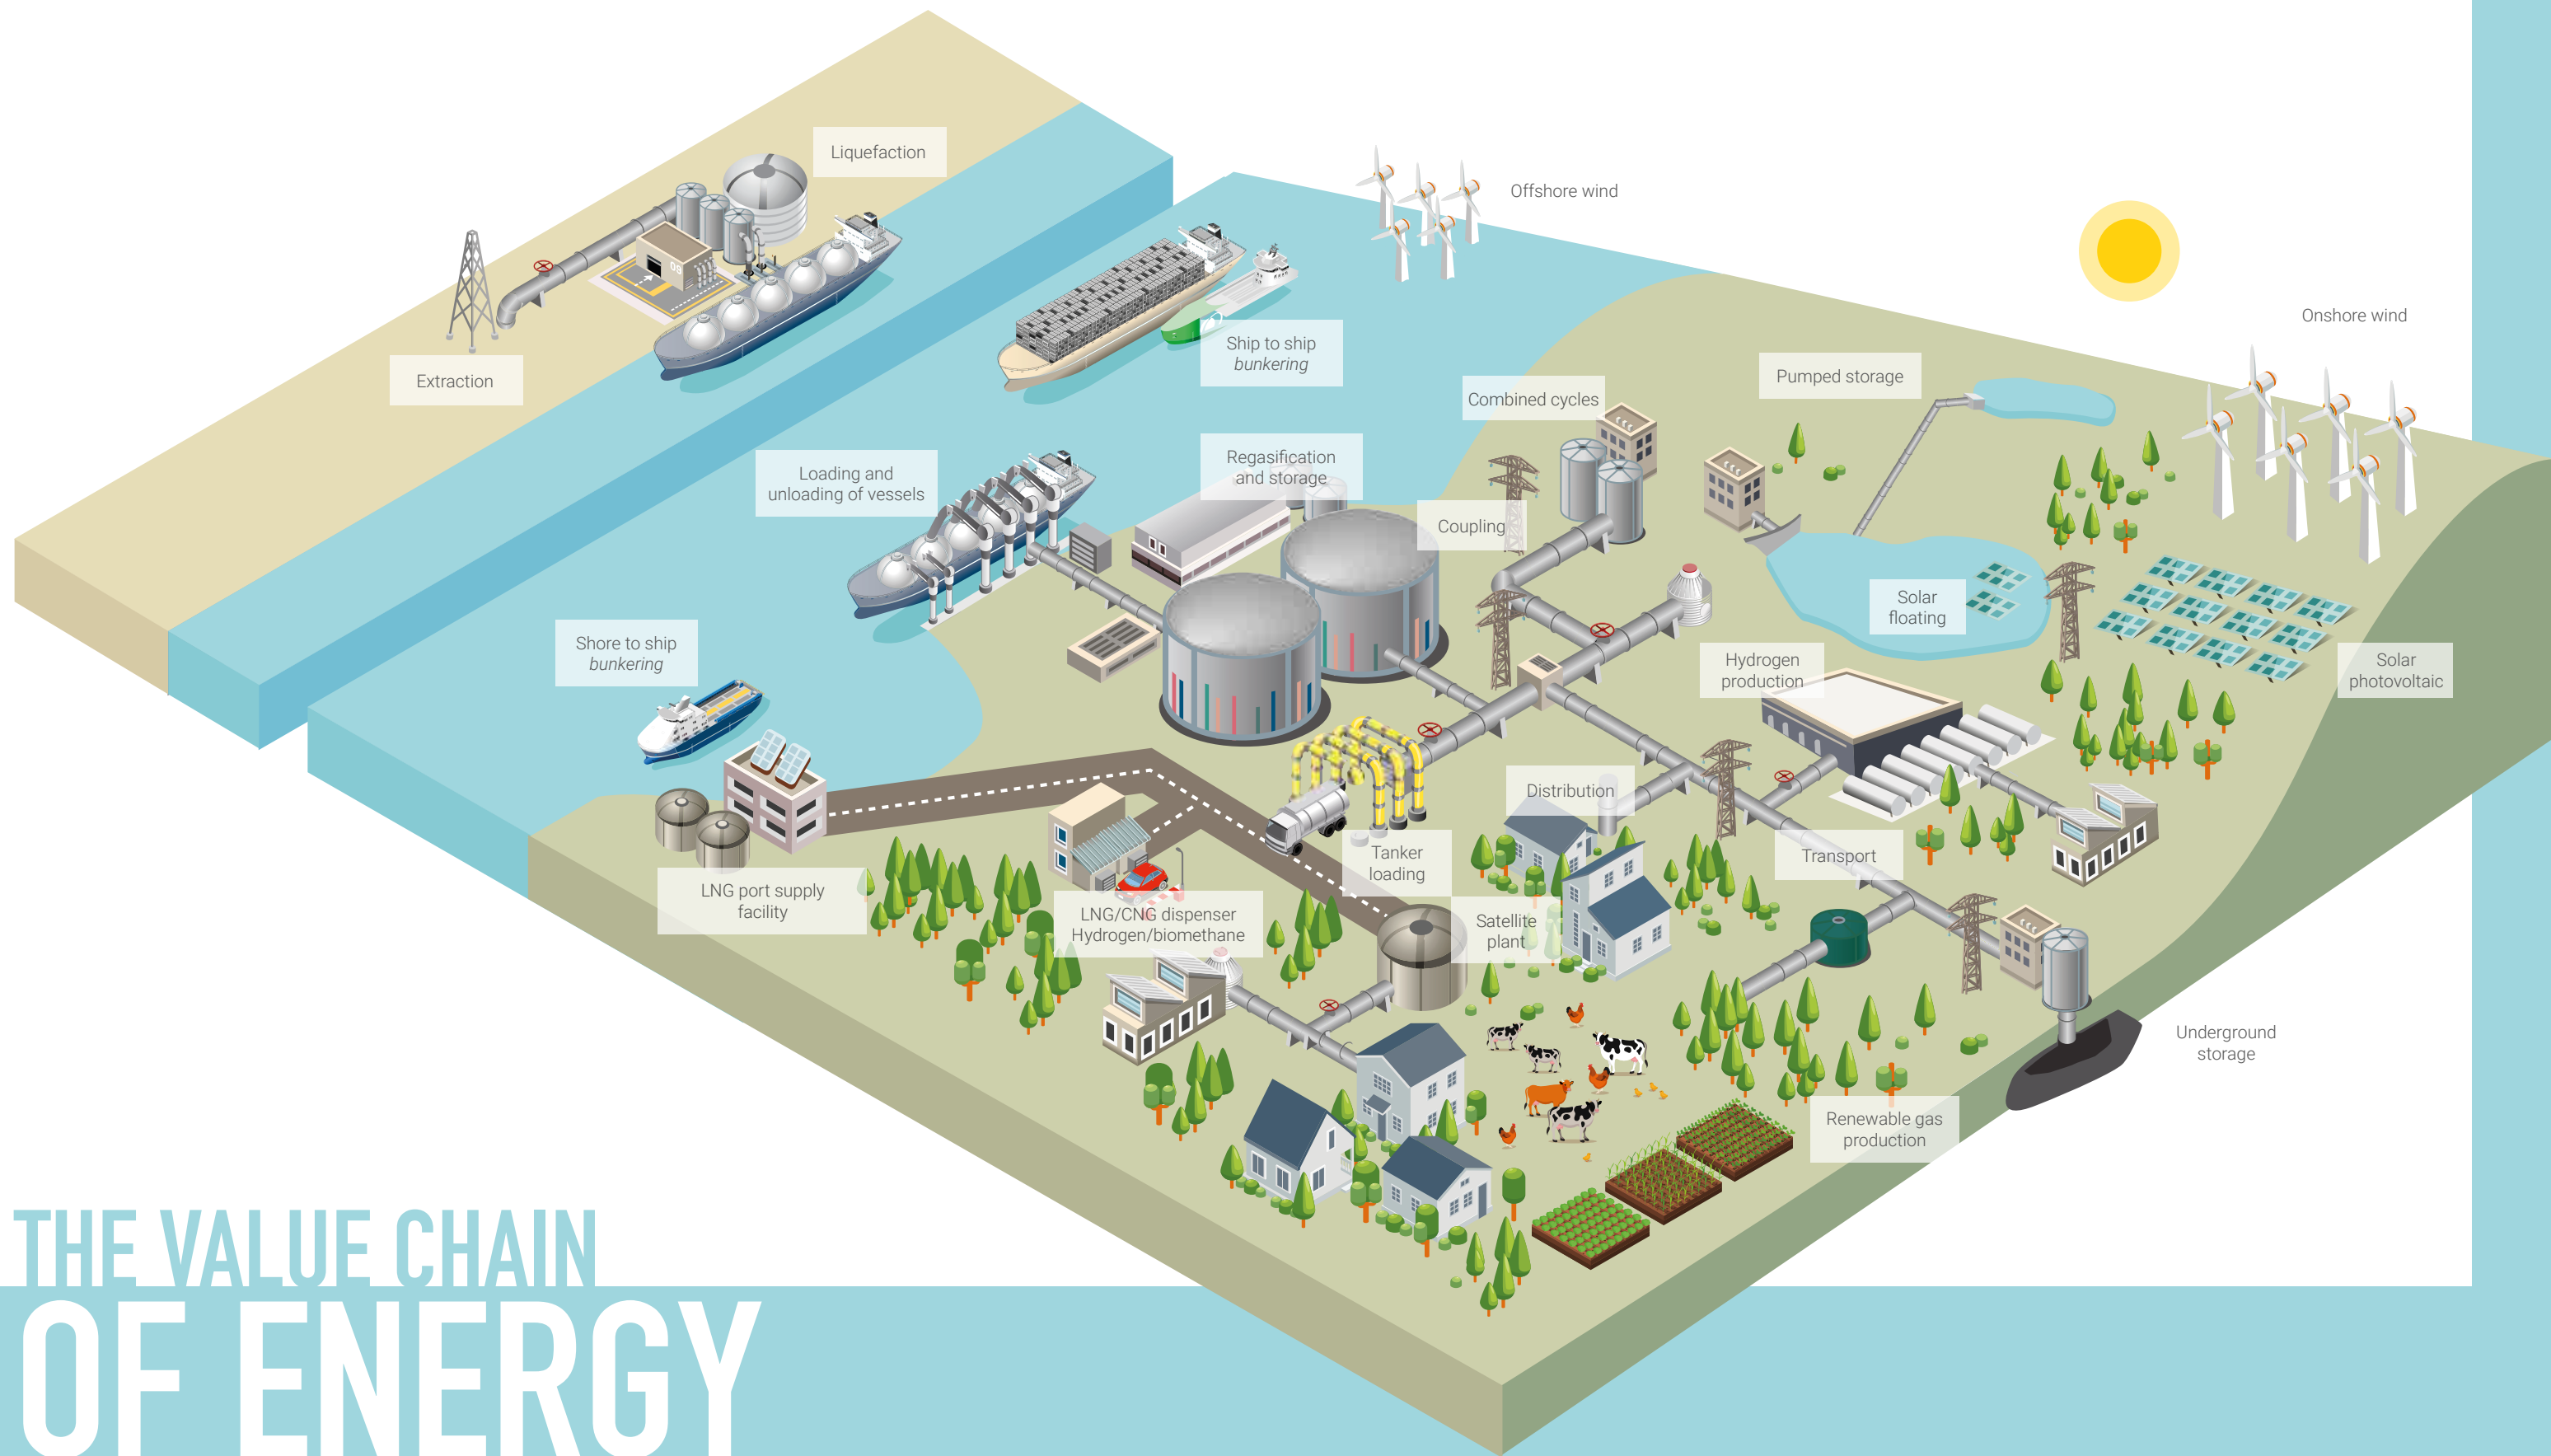 Liquefaction
Offshore wind
Onshore wind
Extraction
Ship to ship
bunkering
Combined cycles
Pumped storage
Loading and
unloading of vessels
Regasification
and storage
Coupling
Solar
floating
Shore to ship
bunkering
Hydrogen
production
Solar
photovoltaic
Distribution
Tanker
loading
Transport
LNG port supply
facility
LNG/CNG dispenser
Hydrogen/biomethane
Satellite
plant
Underground
storage
Renewable gas
production
09
THE VALUE CHAIN
OF ENERGY